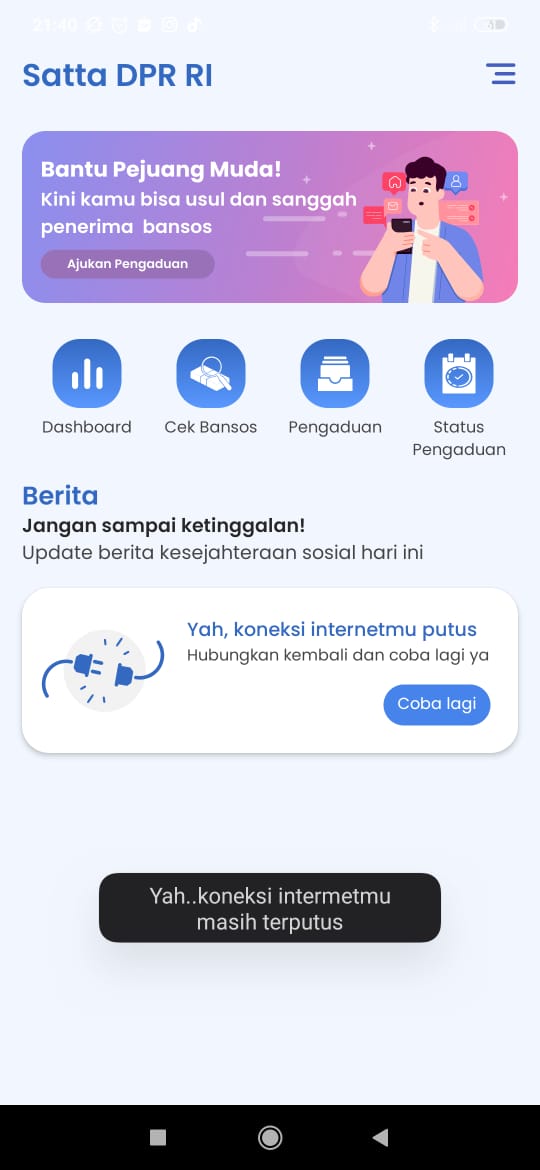 21:40
Satta DPR RI
Bantu Pejuang Muda!
Kini kamu bisa usul dan sanggah
penerima bansos
Ajukan Pengaduan
Dashboard
Cek Bansos
Pengaduan
Status
Pengaduan
Berita
Jangan sampai ketinggalan!
Update berita kesejahteraan sosial hari ini
Yah, koneksi internetmu putus
Hubungkan kembali dan coba lagi ya
Coba lagi
Yah..koneksi intermetmu
masih terputus